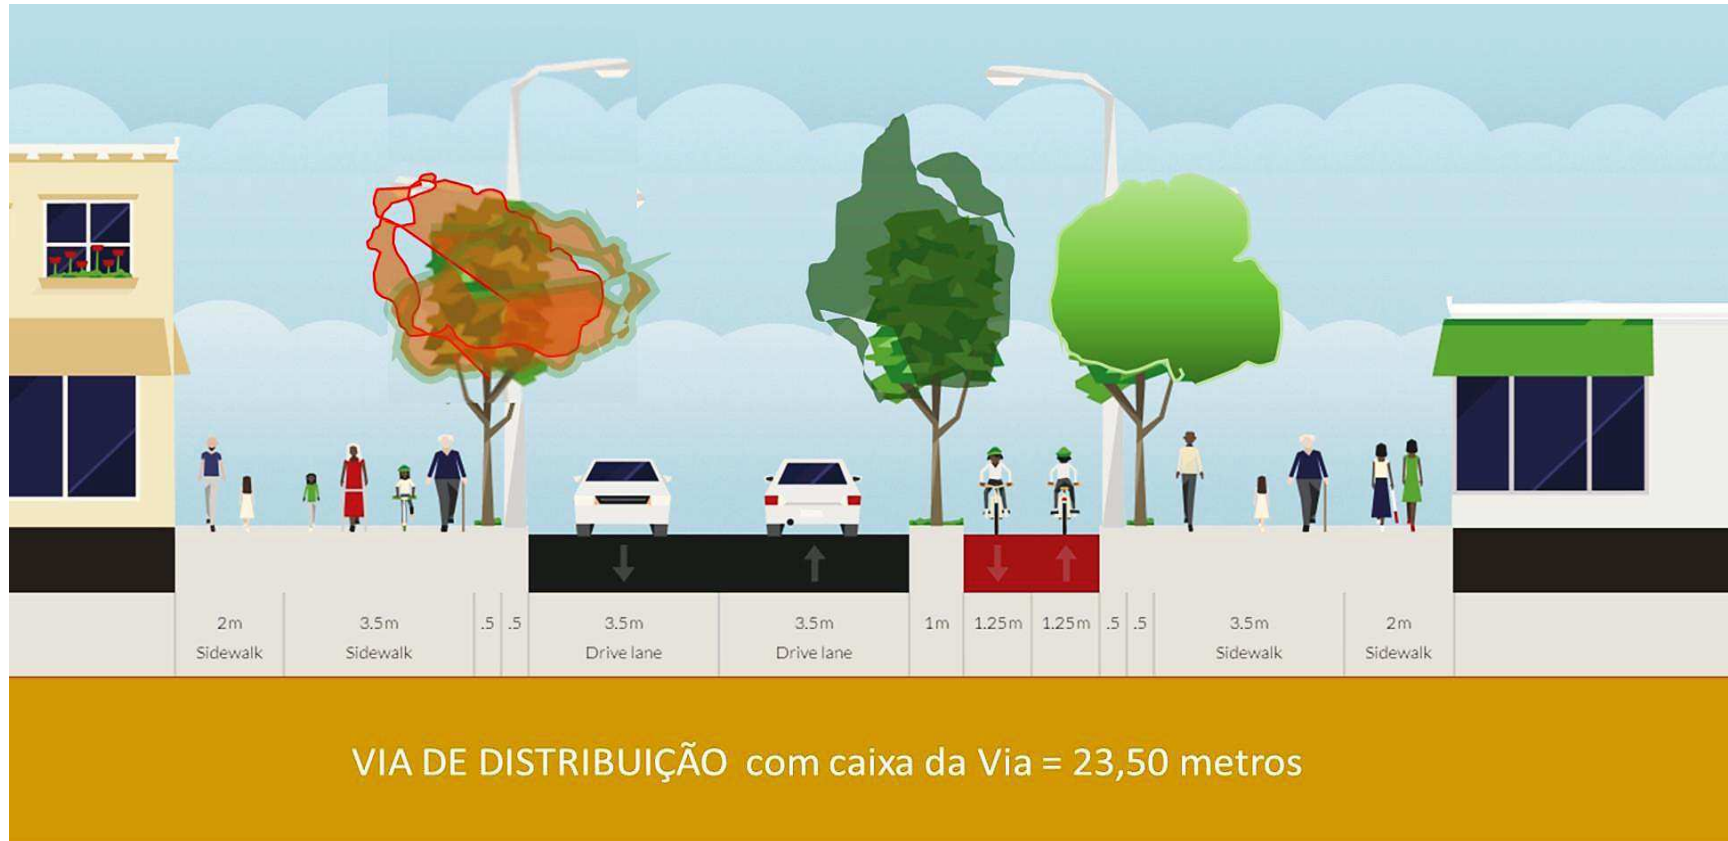 2m 3.5m .5 .5 3.5m 3.5m 1m 1.25m 1.25m .5 .5 3.5m 2m
Sidewalk Sidewalk Drive lane Drive lane Sidewalk Sidewalk
VIA DE DISTRIBUIÇÃO com caixa da Via = 23,50 metros